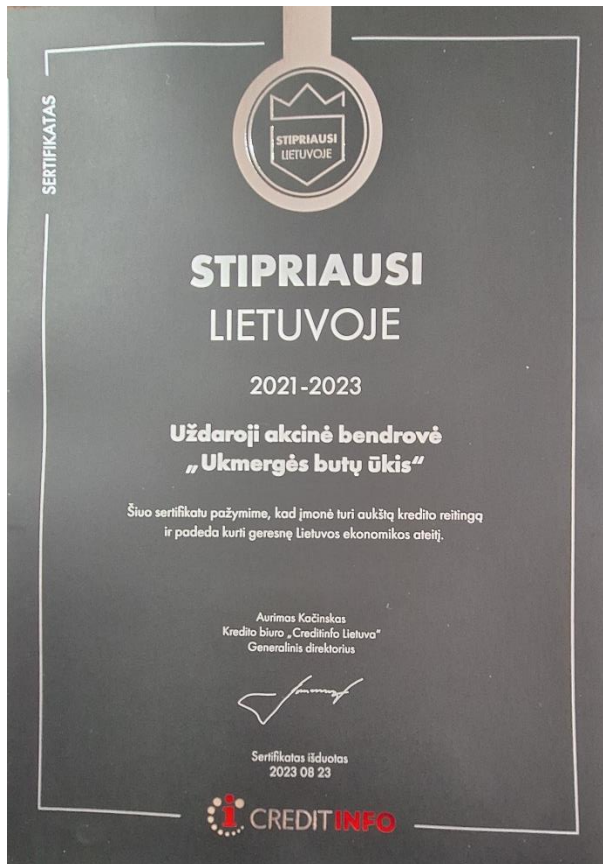 SERTIFIKATAS
STIPRIAUSI
LIETUVOJE
STIPRIAUSI
LIETUVOJE
2021-2023
Uždaroji akcinė bendrovė
„Ukmergės butų ūkis“
Šiuo sertifikatu pažymime, kad įmonė turi aukštą kredito reitingą
ir padeda kurti geresnę Lietuvos ekonomikos ateitį.
Aurimas Kačinskas
Kredito biuro „Creditinfo Lietuva“
Generalinis direktorius
Sertifikatas išduotas
2023 08 23
CREDITINFO